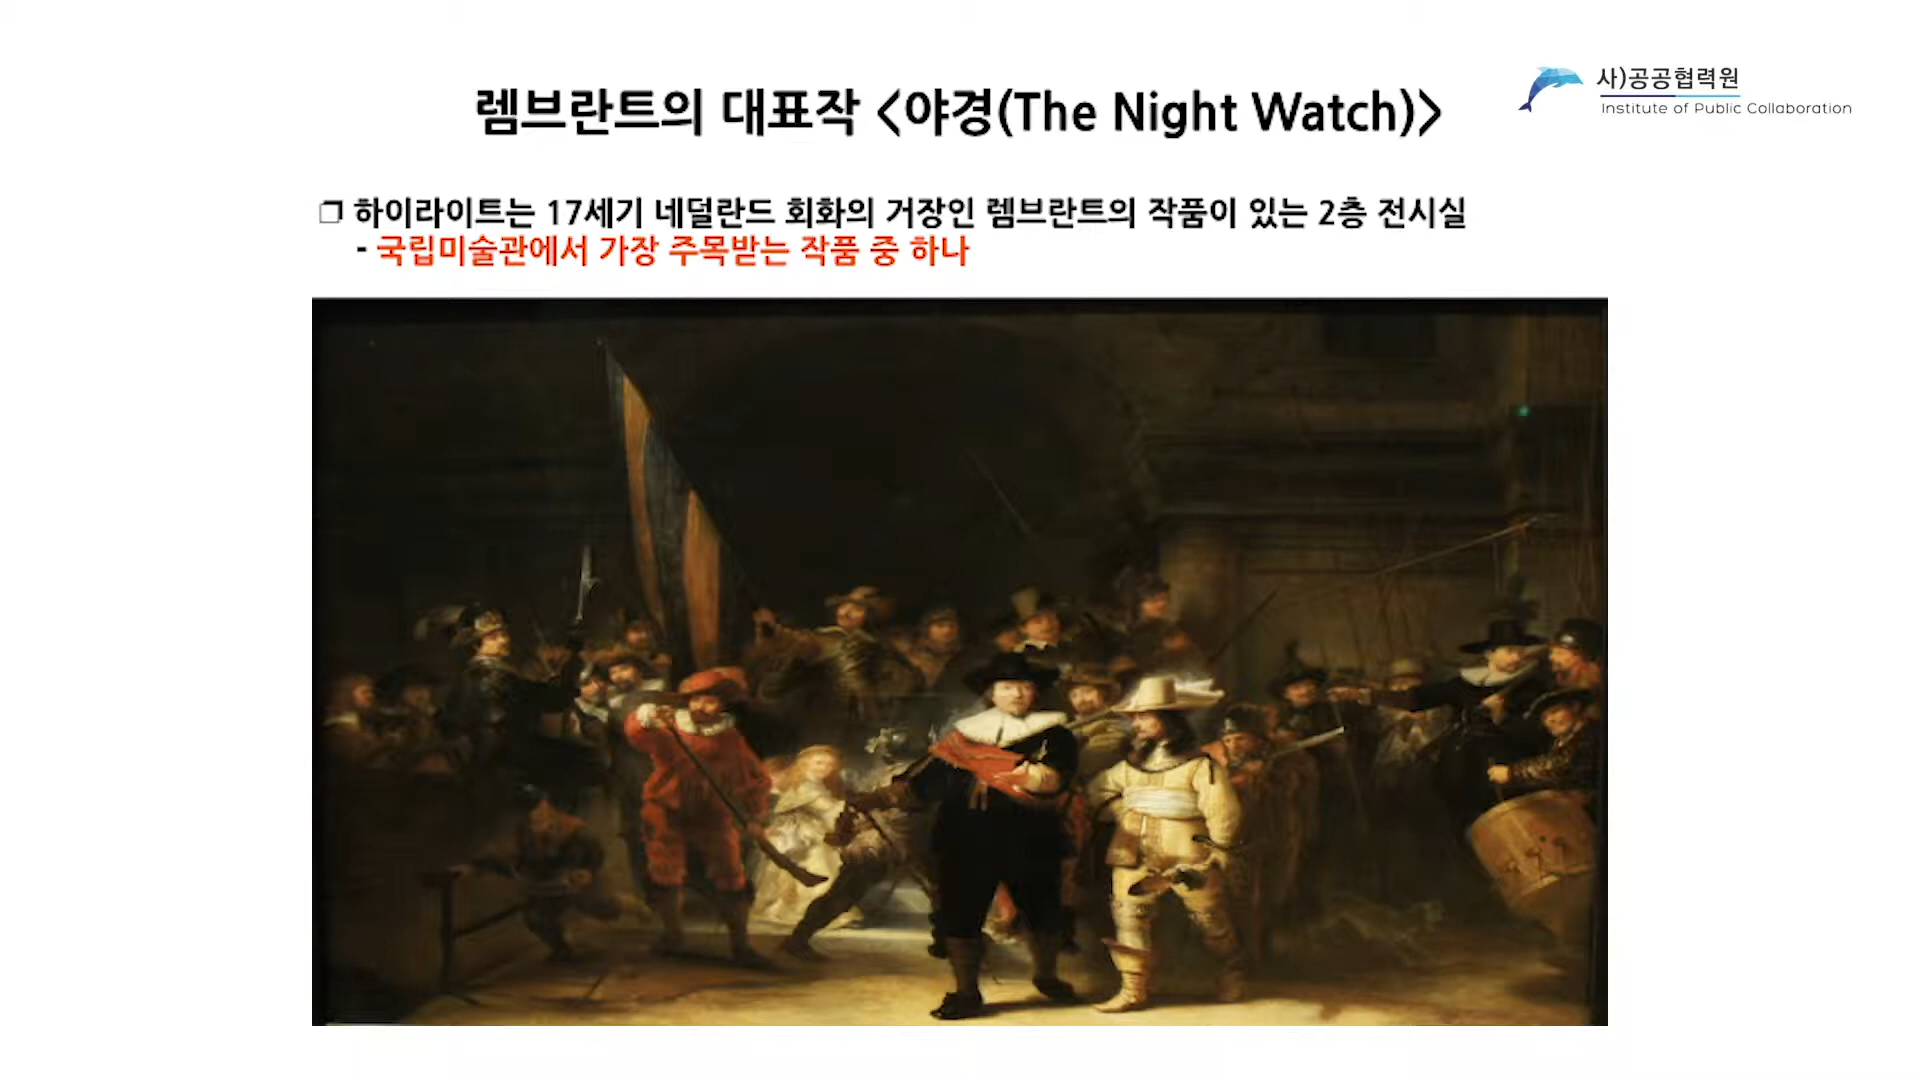 사)공공협력원
Institute of Public Collaboration
렘브란트의 대표작 <야경(The Night Watch)>
❐ 하이라이트는 17세기 네덜란드 회화의 거장인 렘브란트의 작품이 있는 2층 전시실
- 국립미술관에서 가장 주목받는 작품 중 하나